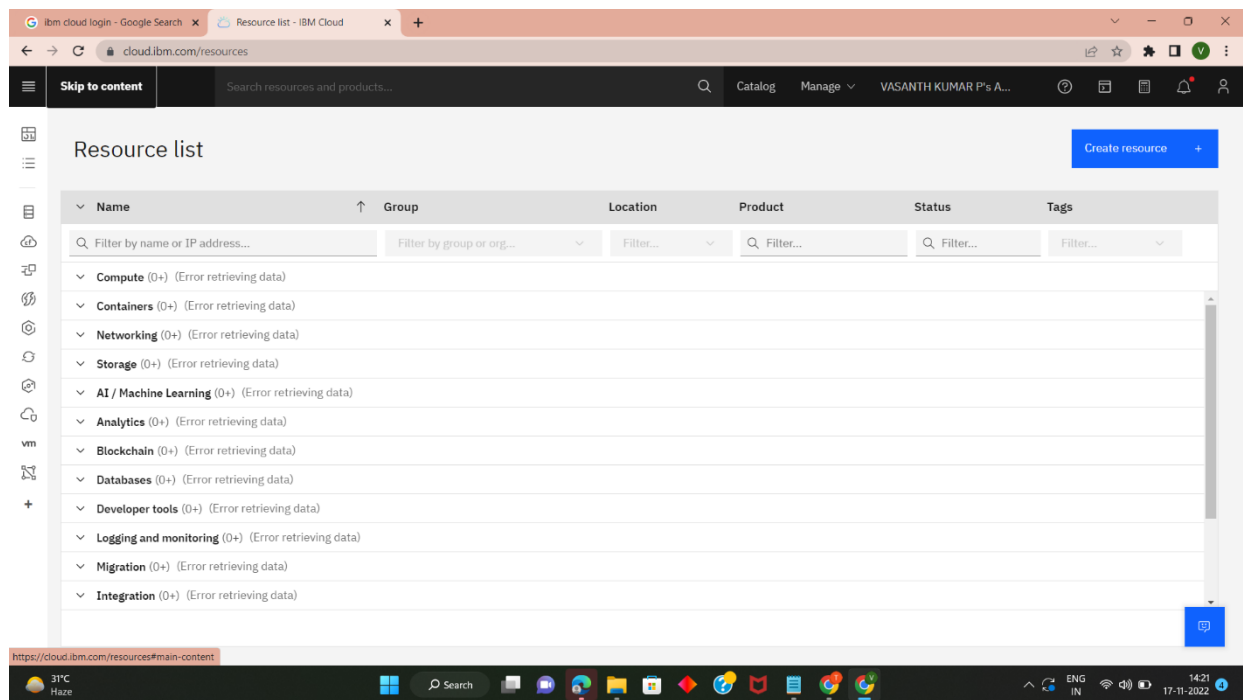 ibm cloud login - Google Search
Resource list - IBM Cloud
cloud.ibm.com/resources
V
Skip to content
Search resources and products...
Catalog
Manage
VASANTH KUMAR P's A...
Resource list
Create resource +
Name
Group
Location
Product
Status
Tags
Filter by name or IP address...
Filter by group or org...
Filter...
Filter...
Filter...
Filter...
Compute (0+) (Error retrieving data)
Containers (0+) (Error retrieving data)
Networking (0+) (Error retrieving data)
Storage (0+) (Error retrieving data)
AI / Machine Learning (0+) (Error retrieving data)
Analytics (0+) (Error retrieving data)
Blockchain (0+) (Error retrieving data)
Databases (0+) (Error retrieving data)
Developer tools (0+) (Error retrieving data)
Logging and monitoring (0+) (Error retrieving data)
Migration (0+) (Error retrieving data)
Integration (0+) (Error retrieving data)
vm
https://cloud.ibm.com/resources#main-content
31°C
Haze
Search
ENG
IN
14:21
17-11-2022
4